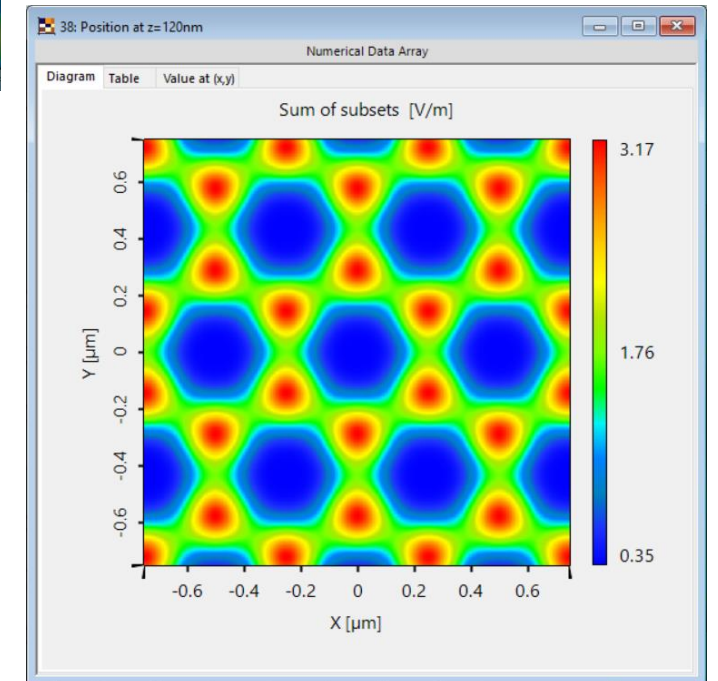 38: Position at z=120nm
Numerical Data Array
Diagram Table Value at (x,y)
Sum of subsets [V/m]
3.17
1.76
0.35
0.6
0.4
0.2
0
-0.2
-0.4
-0.6
Y [µm]
-0.6 -0.4 -0.2 0 0.2 0.4 0.6
X [µm]